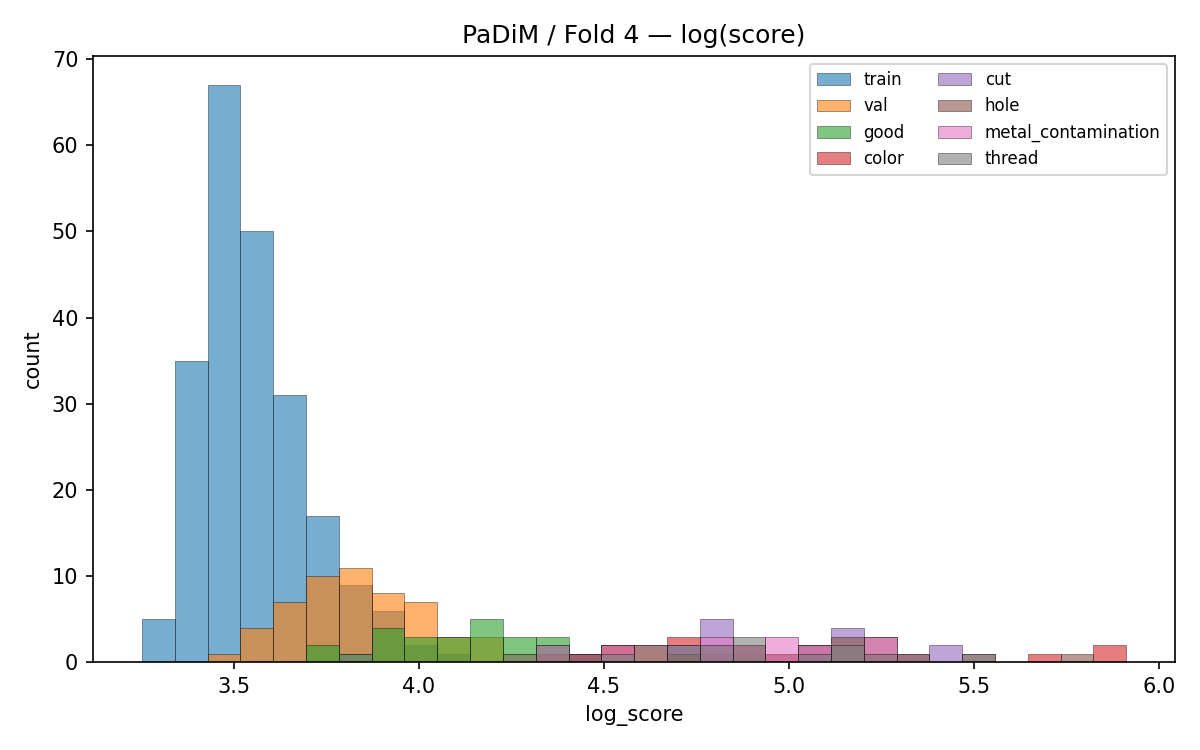 PaDiM / Fold 4 — log(score)
train
val
good
color
cut
hole
metal_contamination
thread
70
60
50
40
30
20
10
0
count
3.5 4.0 4.5 5.0 5.5 6.0
log_score